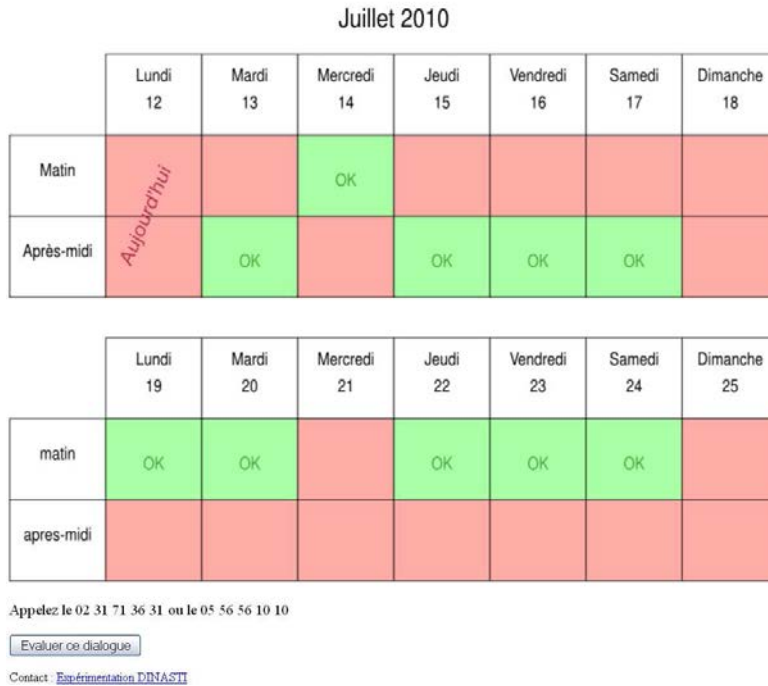 Juillet 2010
Lundi Mardi Mercredi Jeudi Vendredi Samedi Dimanche
12 13 14 15 16 17 18
Matin OK
Aujourd'hui
Après-midi OK OK OK OK
Lundi Mardi Mercredi Jeudi Vendredi Samedi Dimanche
19 20 21 22 23 24 25
matin OK OK OK OK OK
apres-midi
Appelez le 02 31 71 36 31 ou le 05 56 56 10 10
Evaluer ce dialogue
Contact : Expérimentation DINASTI